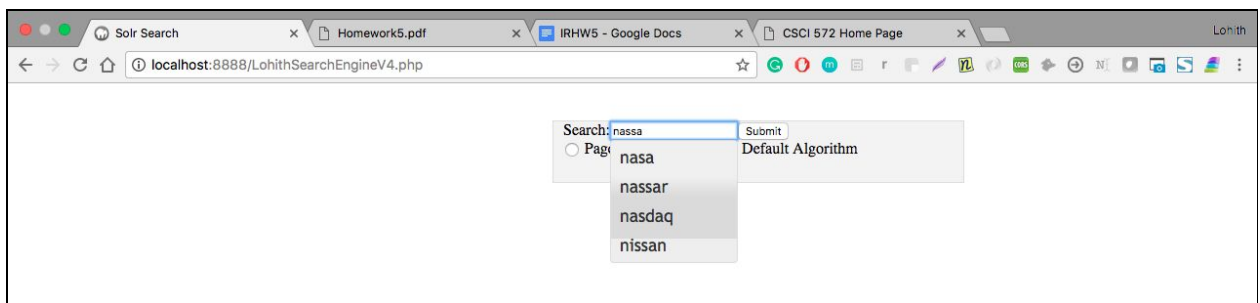 Solr Search
Homework5.pdf
IRHW5 - Google Docs
CSCI 572 Home Page
Lohith
localhost:8888/LohithSearchEngineV4.php
Search: nassa Submit
Default Algorithm
nasa
nassar
nasdaq
nissan